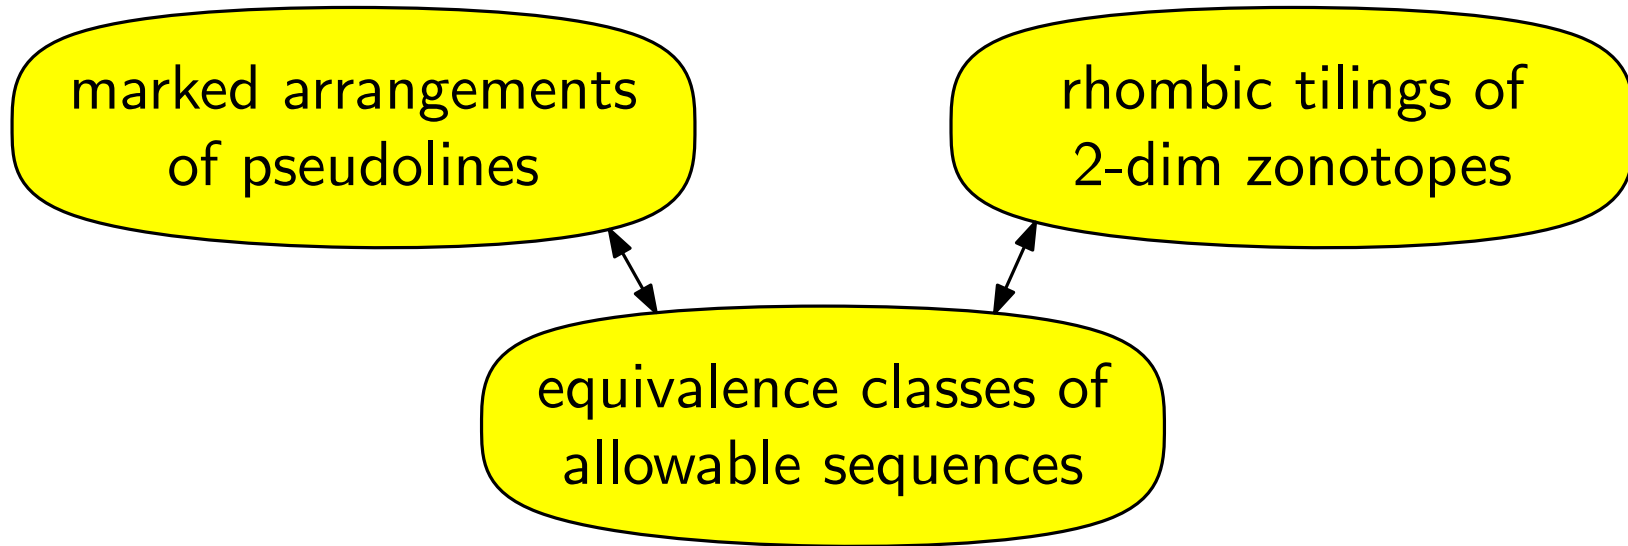 marked arrangements
of pseudolines
rhombic tilings of
2-dim zonotopes
equivalence classes of
allowable sequences